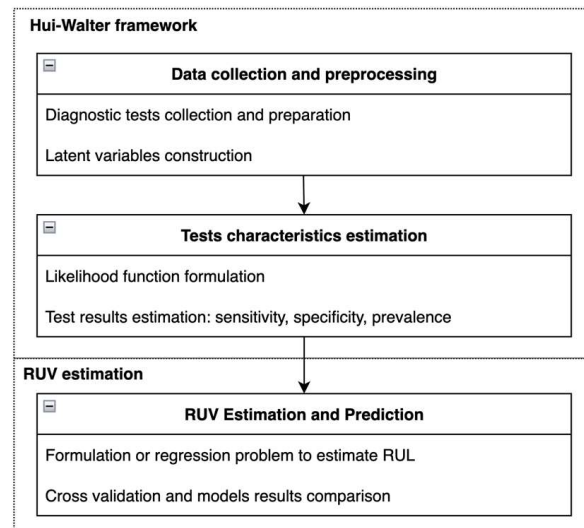 Hui-Walter framework
Data collection and preprocessing
Diagnostic tests collection and preparation
Latent variables construction
Tests characteristics estimation
Likelihood function formulation
Test results estimation: sensitivity, specificity, prevalence
RUV estimation
RUV Estimation and Prediction
Formulation or regression problem to estimate RUL
Cross validation and models results comparison